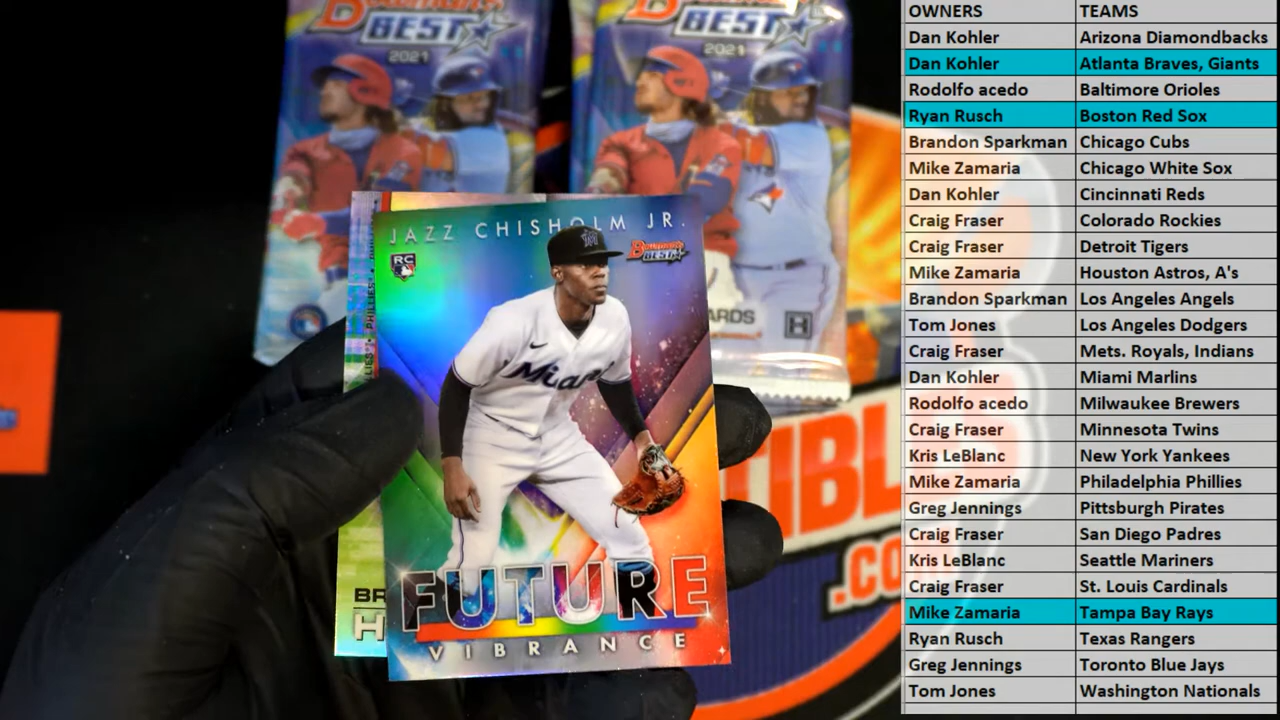 Bowman's
BEST
2021
Bowman's
BEST
2021
JAZZ CHISHOLM JR.
RC
Bowman's
BEST
Miami
PHILLIES
ARDS
H
FUTURE
VIBRANCE
BR
H
TIBL
.CO
OWNERS TEAMS
Dan Kohler Arizona Diamondbacks
Dan Kohler Atlanta Braves, Giants
Rodolfo acedo Baltimore Orioles
Ryan Rusch Boston Red Sox
Brandon Sparkman Chicago Cubs
Mike Zamaria Chicago White Sox
Dan Kohler Cincinnati Reds
Craig Fraser Colorado Rockies
Craig Fraser Detroit Tigers
Mike Zamaria Houston Astros, A's
Brandon Sparkman Los Angeles Angels
Tom Jones Los Angeles Dodgers
Craig Fraser Mets. Royals, Indians
Dan Kohler Miami Marlins
Rodolfo acedo Milwaukee Brewers
Craig Fraser Minnesota Twins
Kris LeBlanc New York Yankees
Mike Zamaria Philadelphia Phillies
Greg Jennings Pittsburgh Pirates
Craig Fraser San Diego Padres
Kris LeBlanc Seattle Mariners
Craig Fraser St. Louis Cardinals
Mike Zamaria Tampa Bay Rays
Ryan Rusch Texas Rangers
Greg Jennings Toronto Blue Jays
Tom Jones Washington Nationals